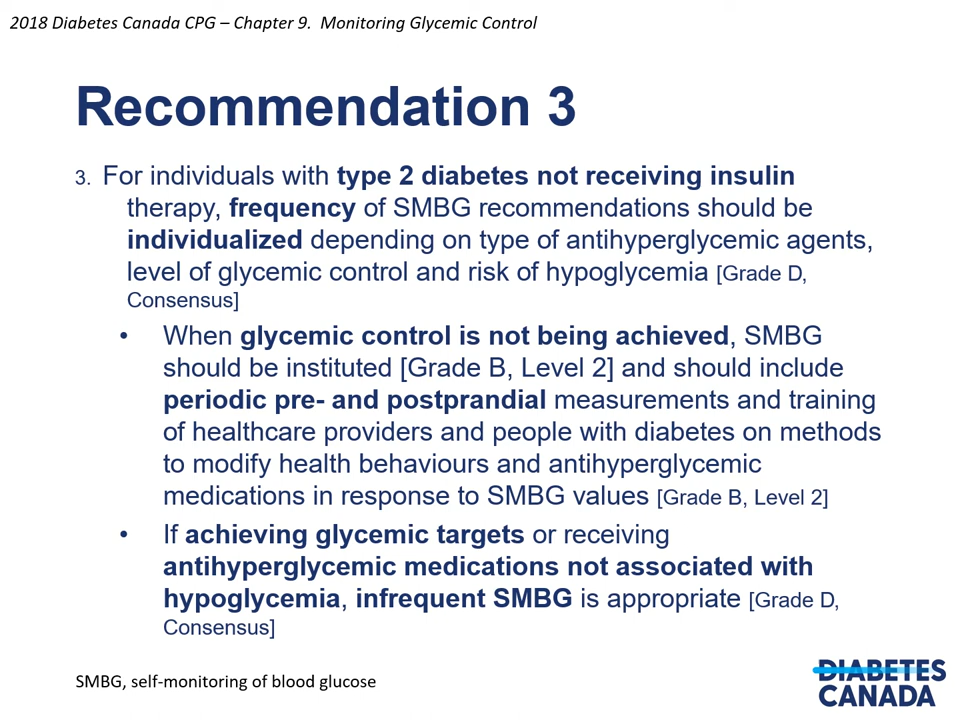 2018 Diabetes Canada CPG – Chapter 9. Monitoring Glycemic Control
Recommendation 3
3. For individuals with type 2 diabetes not receiving insulin
therapy, frequency of SMBG recommendations should be
individualized depending on type of antihyperglycemic agents,
level of glycemic control and risk of hypoglycemia [Grade D,
Consensus]
• When glycemic control is not being achieved, SMBG
should be instituted [Grade B, Level 2] and should include
periodic pre- and postprandial measurements and training
of healthcare providers and people with diabetes on methods
to modify health behaviours and antihyperglycemic
medications in response to SMBG values [Grade B, Level 2]
• If achieving glycemic targets or receiving
antihyperglycemic medications not associated with
hypoglycemia, infrequent SMBG is appropriate [Grade D,
Consensus]
SMBG, self-monitoring of blood glucose
DIABETES
CANADA